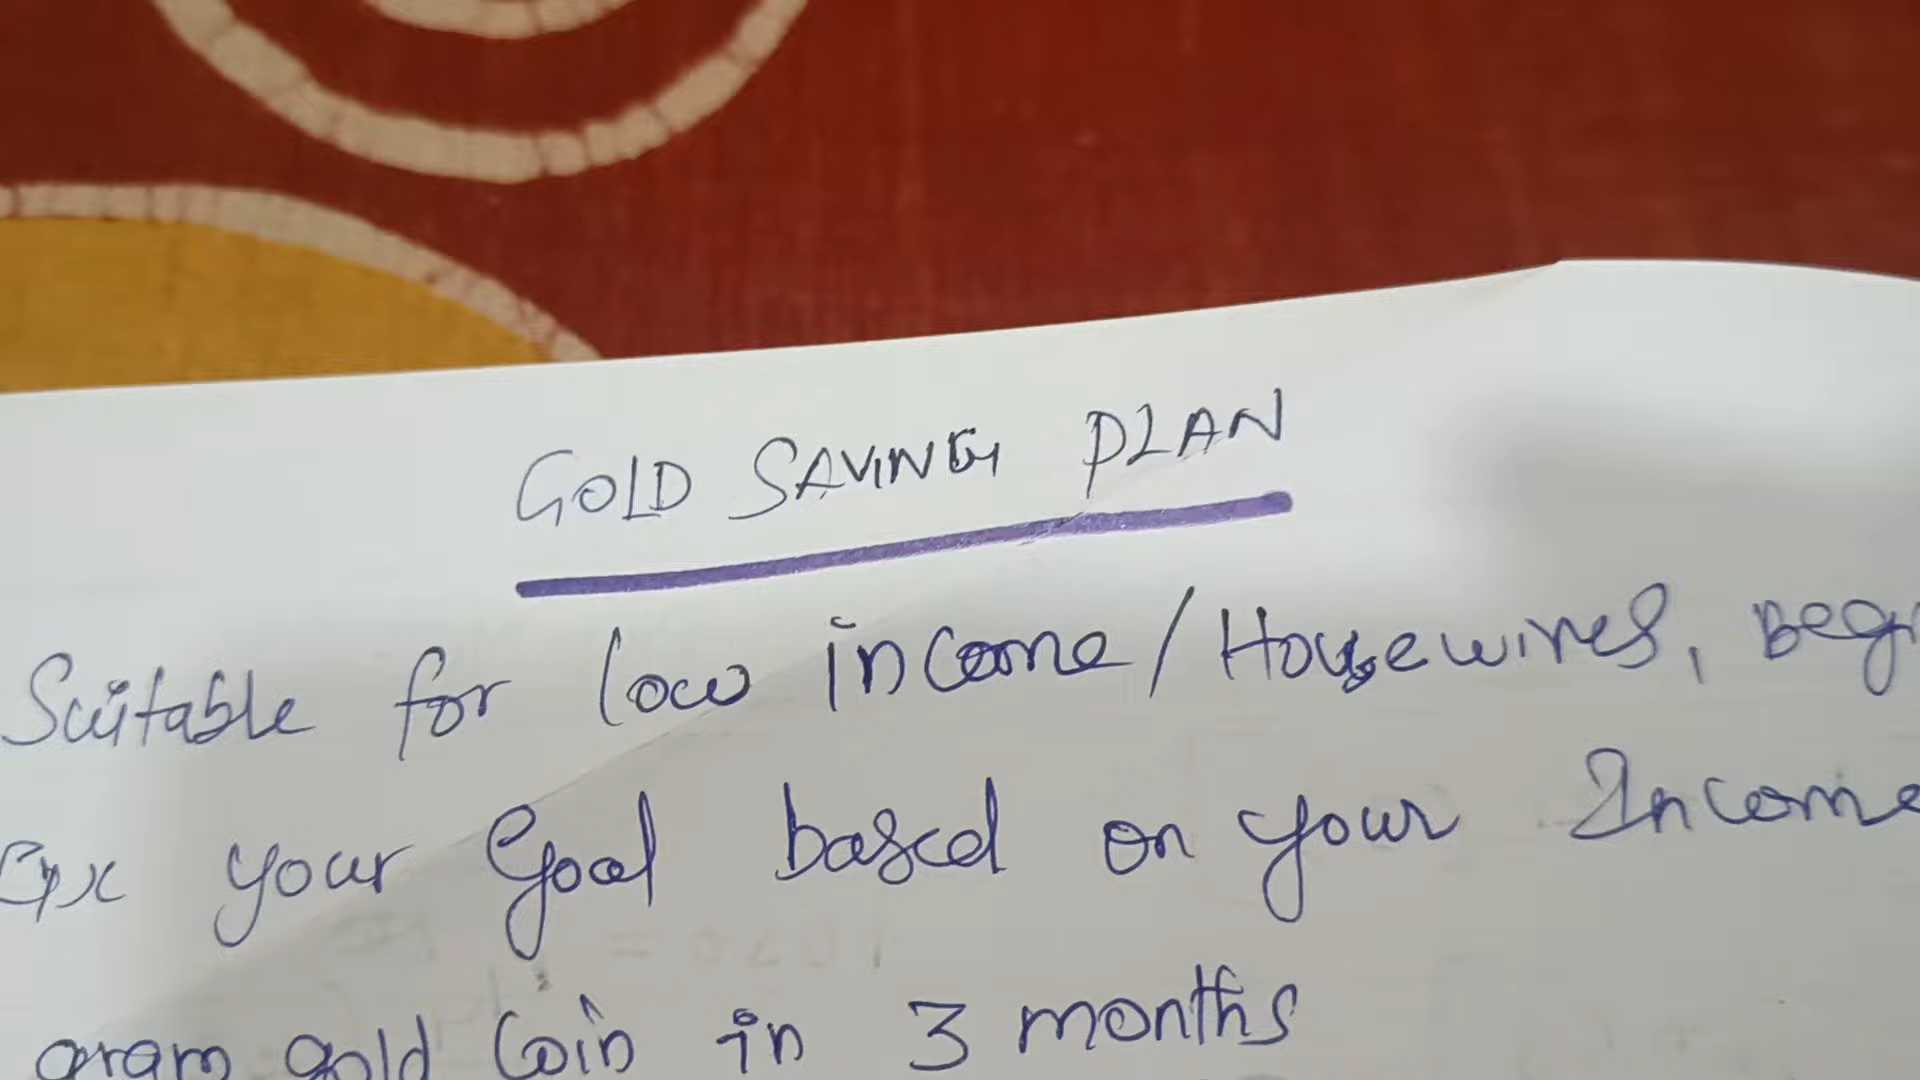 GOLD SAVING PLAN
Suitable for low income/Housewives, Begi
your Goal based on your Income
gram gold Coin in 3 months